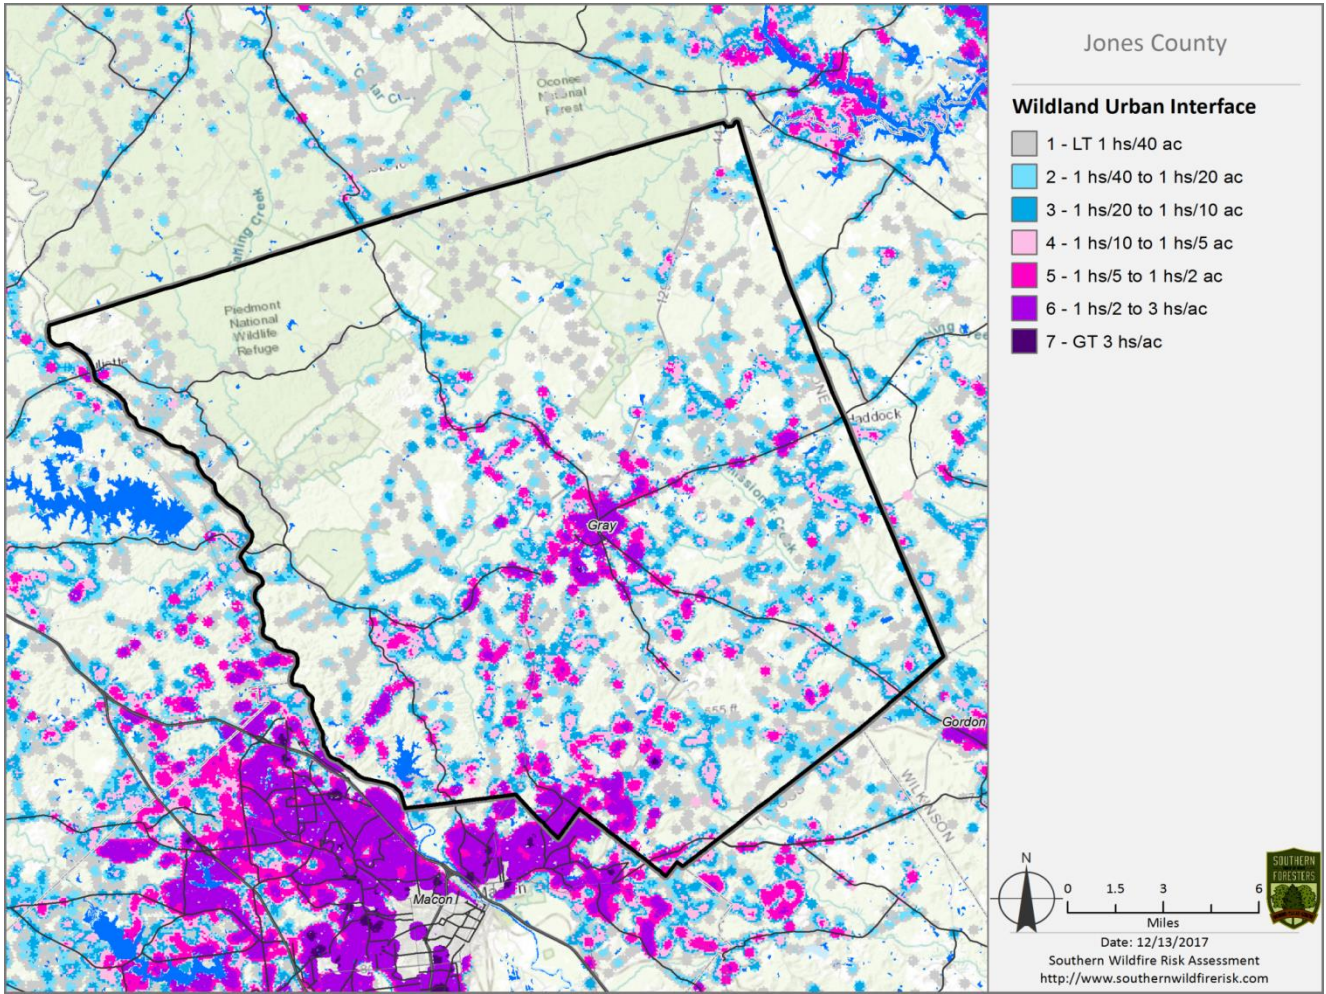 Jones County
Wildland Urban Interface
1 - LT 1 hs/40 ac
2 - 1 hs/40 to 1 hs/20 ac
3 - 1 hs/20 to 1 hs/10 ac
4 - 1 hs/10 to 1 hs/5 ac
5 - 1 hs/5 to 1 hs/2 ac
6 - 1 hs/2 to 3 hs/ac
7 - GT 3 hs/ac
Oconee
National
Forest
Piedmont
National
Wildlife
Refuge
Haddock
Gray
555 ft
Gordon
WILKINSON
Macon
N
0 1.5 3 6
Miles
Date: 12/13/2017
Southern Wildfire Risk Assessment
http://www.southernwildfirerisk.com
SOUTHERN
FORESTERS